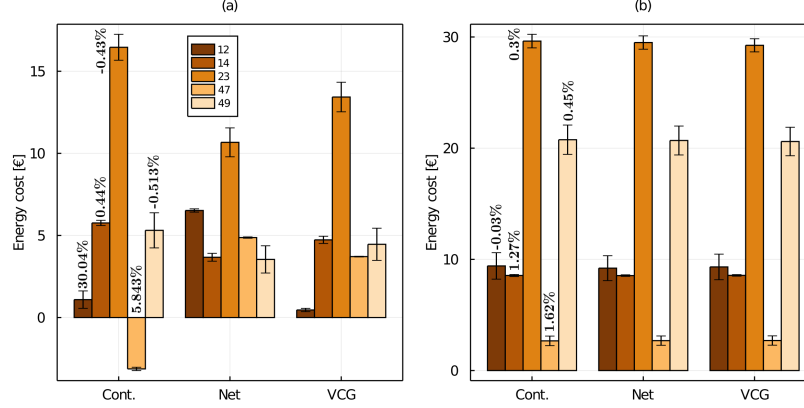 (a)
Energy cost [€]
15
10
5
0
-0.43%
0.44%
30.04%
5.843%
-0.513%
12
14
23
47
49
Cont.
Net
VCG
(b)
Energy cost [€]
30
20
10
0
0.3%
0.45%
-0.03%
1.27%
1.62%
Cont.
Net
VCG